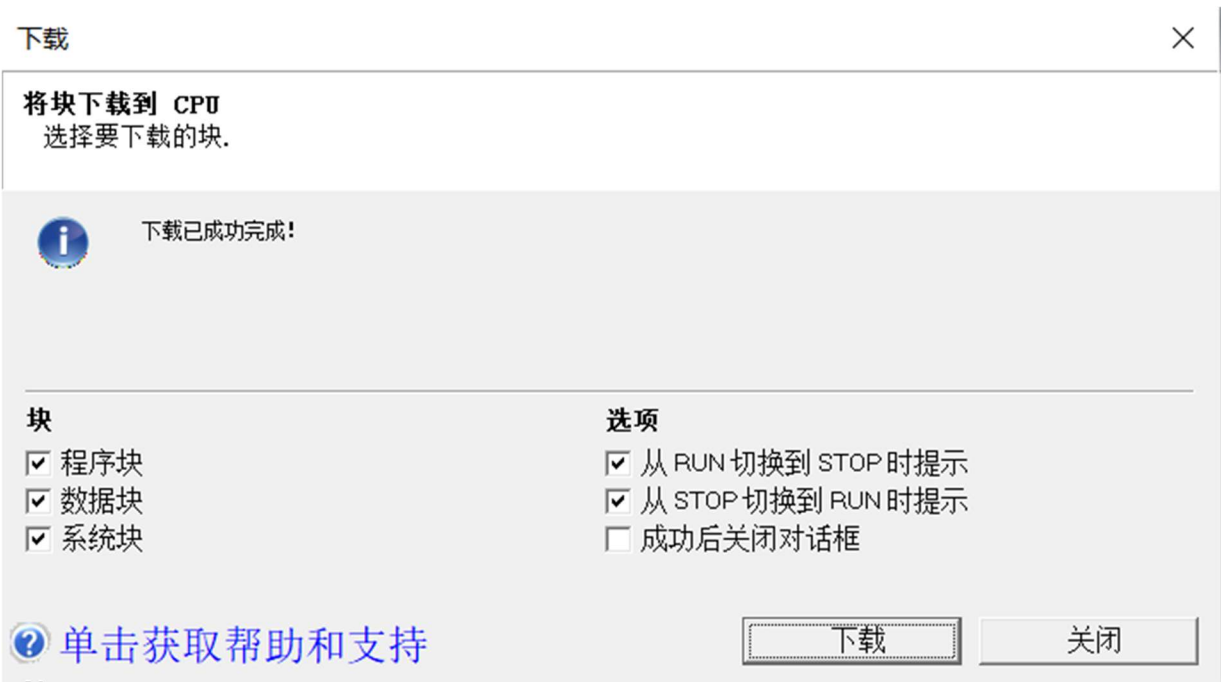 下载
将块下载到 CPU
选择要下载的块.
下载已成功完成!
块
选项
程序块
从 RUN 切换到 STOP 时提示
数据块
从 STOP 切换到 RUN 时提示
系统块
成功后关闭对话框
单击获取帮助和支持
下载
关闭